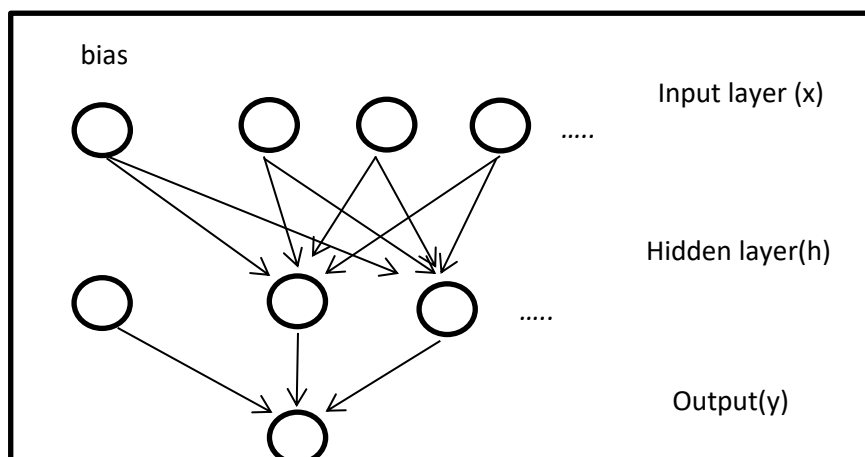 bias
Input layer (x)
…..
Hidden layer(h)
…..
Output(y)